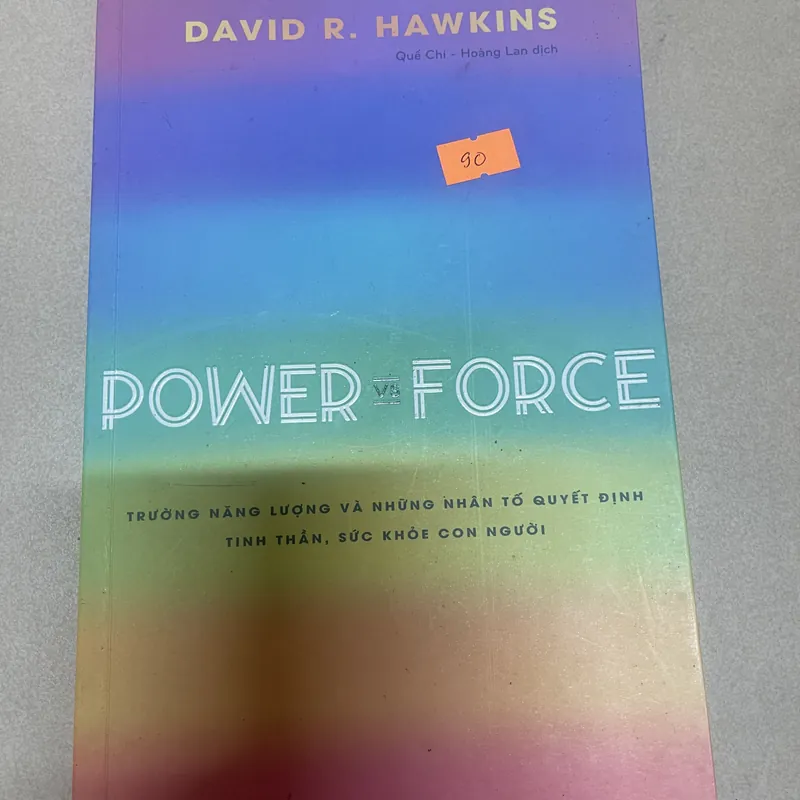 DAVID R. HAWKINS
Quế Chi - Hoàng Lan dịch
90
POWER VS FORCE
TRƯỜNG NĂNG LƯỢNG VÀ NHỮNG NHÂN TỐ QUYẾT ĐỊNH
TINH THẦN, SỨC KHỎE CON NGƯỜI